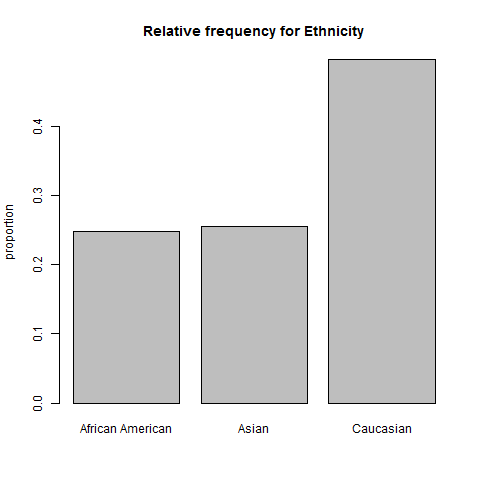 Relative frequency for Ethnicity
proportion
0.4
0.3
0.2
0.1
0.0
African American
Asian
Caucasian